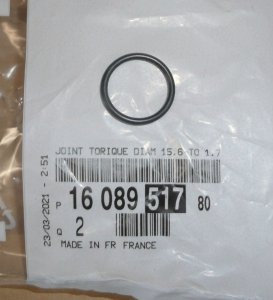 JOINT TORIQUE DIAM 15.6 TO 1.7
P 16 089 517 80
Q 2
MADE IN FR FRANCE
23/03/2021 - 2:51